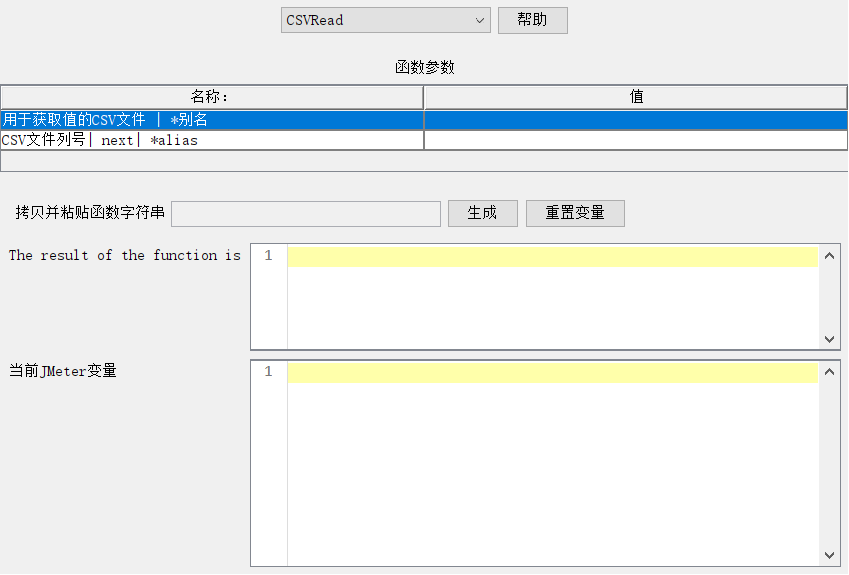 CSVRead 帮助
函数参数
名称： 值
用于获取值的CSV文件 | *别名
CSV文件列号| next| *alias
拷贝并粘贴函数字符串 生成 重置变量
The result of the function is 1
当前JMeter变量 1